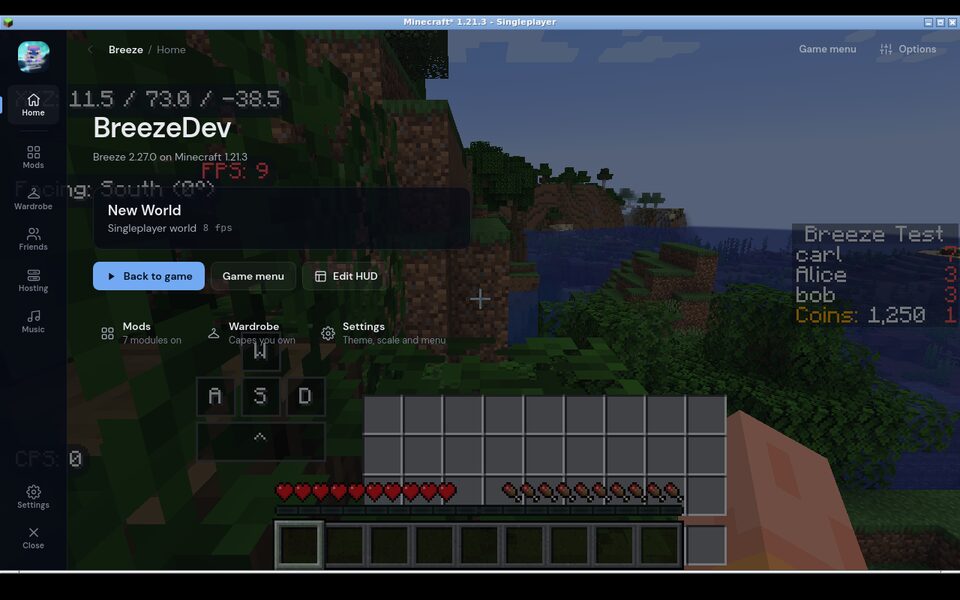 Minecraft* 1.21.3 - Singleplayer
Breeze / Home
Game menu
Options
Home
11.5 / 73.0 / -38.5
BreezeDev
Breeze 2.27.0 on Minecraft 1.21.3
FPS: 9
Mods
Facing: South (0°)
Wardrobe
New World
Singleplayer world 8 fps
Friends
Breeze Test
carl 7
Alice 3
bob 3
Coins: 1,250 1
Back to game
Game menu
Edit HUD
Hosting
Music
Mods
7 modules on
Wardrobe
Capes you own
Settings
Theme, scale and menu
W
A
S
D
^
CPS: 0
Settings
Close